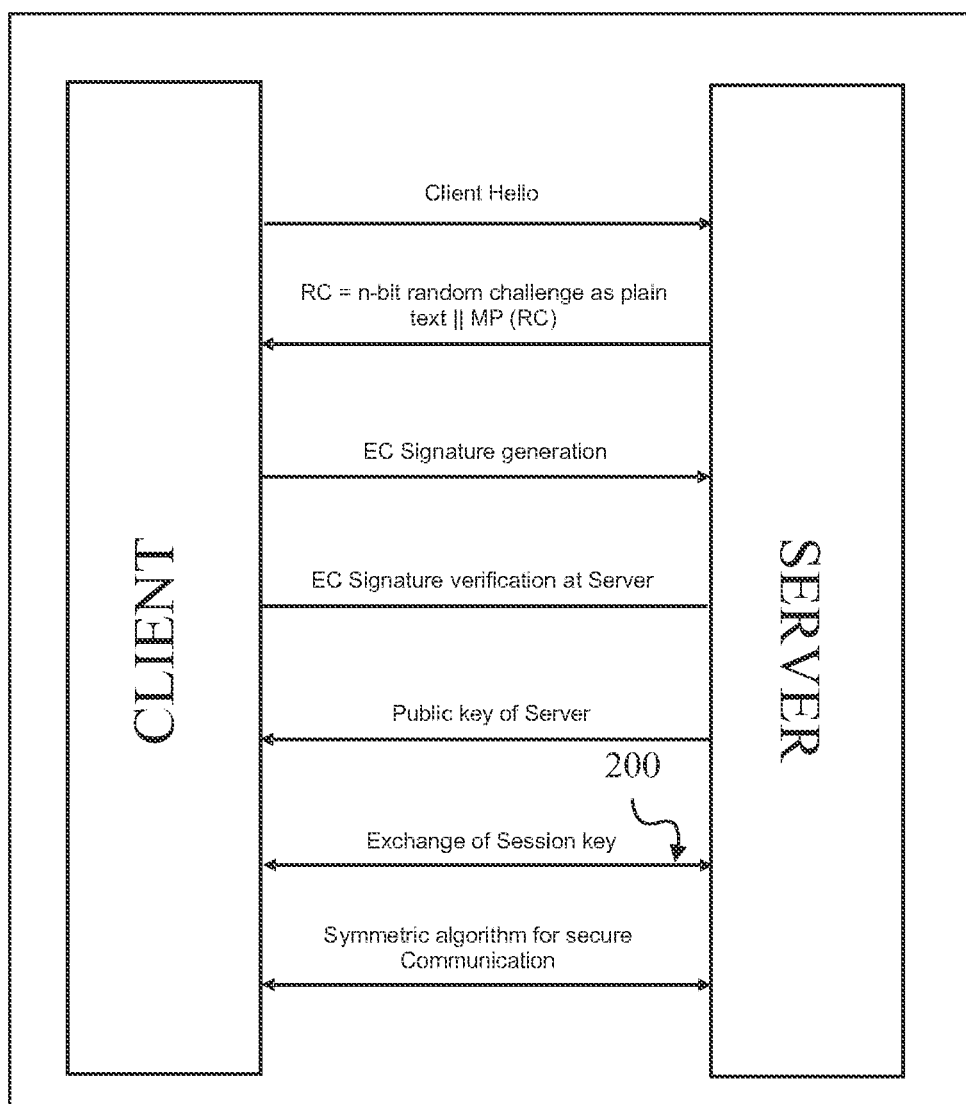 CLIENT
SERVER
Client Hello
RC = n-bit random challenge as plain
text || MP (RC)
EC Signature generation
EC Signature verification at Server
Public key of Server
200
Exchange of Session key
Symmetric algorithm for secure
Communication